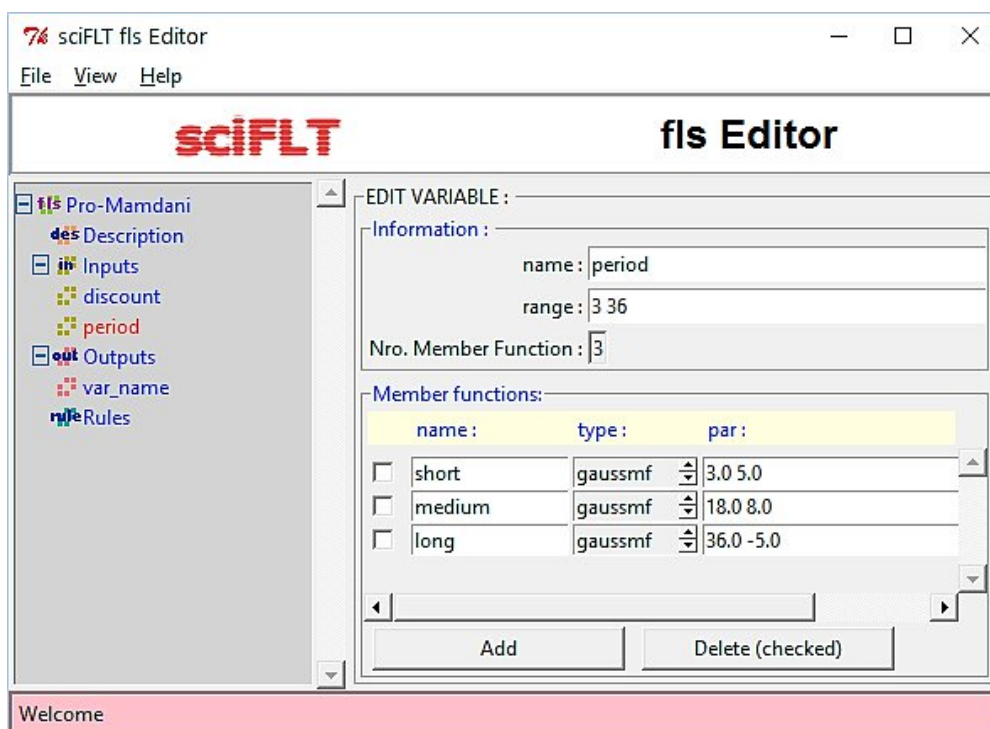 sciFLT fls Editor
File View Help
sciFLT fls Editor
fls Pro-Mamdani
des Description
in Inputs
discount
period
out Outputs
var_name
rule Rules
EDIT VARIABLE :
Information :
name : period
range : 3 36
Nro. Member Function : 3
Member functions:
name : type : par :
short gaussmf 3.0 5.0
medium gaussmf 18.0 8.0
long gaussmf 36.0 -5.0
Add Delete (checked)
Welcome